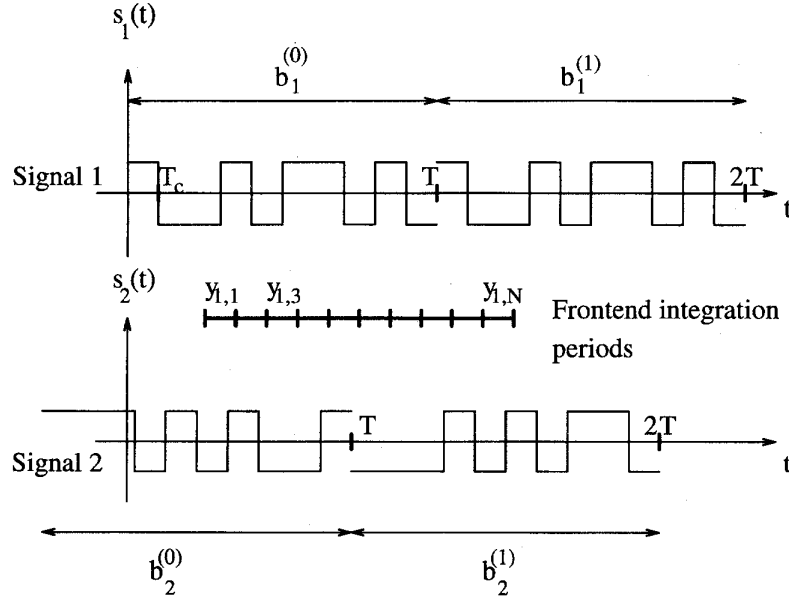 s₁(t)
b₁⁽⁰⁾ b₁⁽¹⁾
Signal 1 T_c T 2T
t
s₂(t)
y₁,₁ y₁,₃ y₁,N
Frontend integration
periods
T 2T
Signal 2 t
b₂⁽⁰⁾ b₂⁽¹⁾